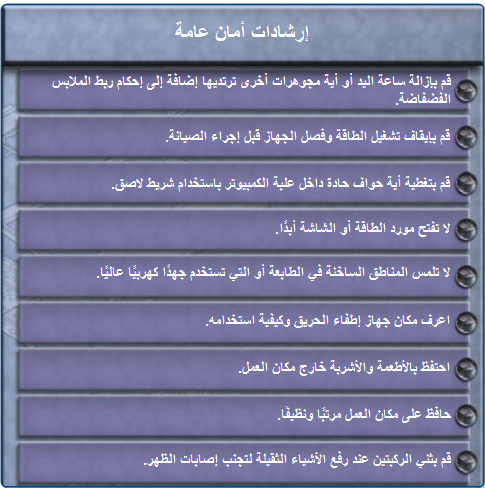 إرشادات أمان عامة
قم بإزالة ساعة اليد أو أية مجوهرات أخرى ترتديها إضافة إلى إحكام ربط الملابس
الفضفاضة.
قم بإيقاف تشغيل الطاقة وفصل الجهاز قبل إجراء الصيانة.
قم بتغطية أية حواف حادة داخل علبة الكمبيوتر باستخدام شريط لاصق.
لا تفتح مورد الطاقة أو الشاشة أبدًا.
لا تلمس المناطق الساخنة في الطابعة أو التي تستخدم جهدًا كهربيًا عاليًا.
اعرف مكان جهاز إطفاء الحريق وكيفية استخدامه.
احتفظ بالأطعمة والأشربة خارج مكان العمل.
حافظ على مكان العمل مرتبًا ونظيفًا.
قم بثني الركبتين عند رفع الأشياء الثقيلة لتجنب إصابات الظهر.